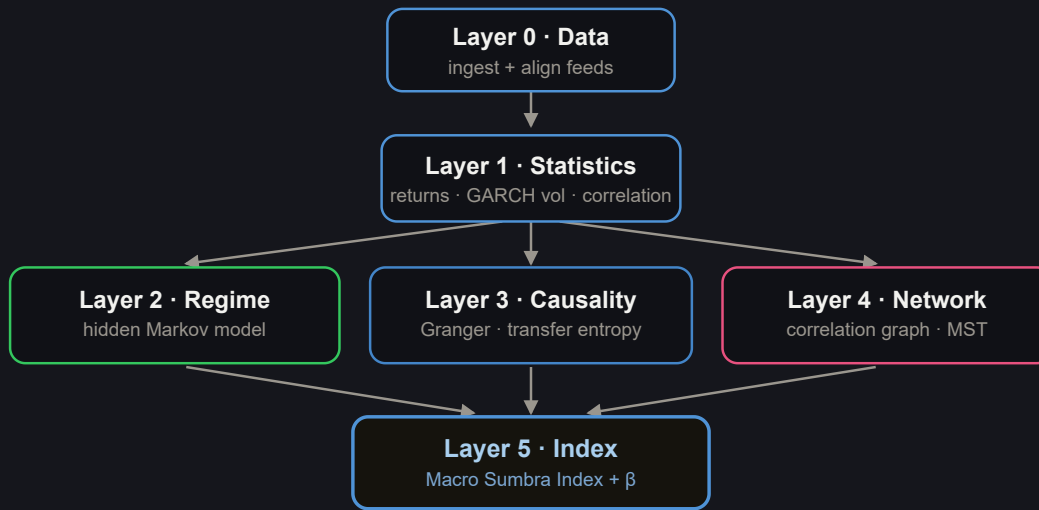 Layer 0 · Data
ingest + align feeds
Layer 1 · Statistics
returns · GARCH vol · correlation
Layer 2 · Regime
hidden Markov model
Layer 3 · Causality
Granger · transfer entropy
Layer 4 · Network
correlation graph · MST
Layer 5 · Index
Macro Sumbra Index + β